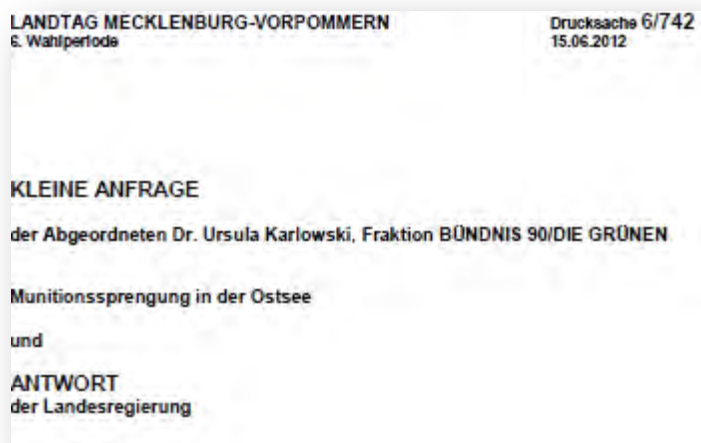 LANDTAG MECKLENBURG-VORPOMMERN Drucksache 6/742
6. Wahlperiode 15.06.2012
KLEINE ANFRAGE
der Abgeordneten Dr. Ursula Karlowski, Fraktion BÜNDNIS 90/DIE GRÜNEN
Munitionssprengung in der Ostsee
und
ANTWORT
der Landesregierung